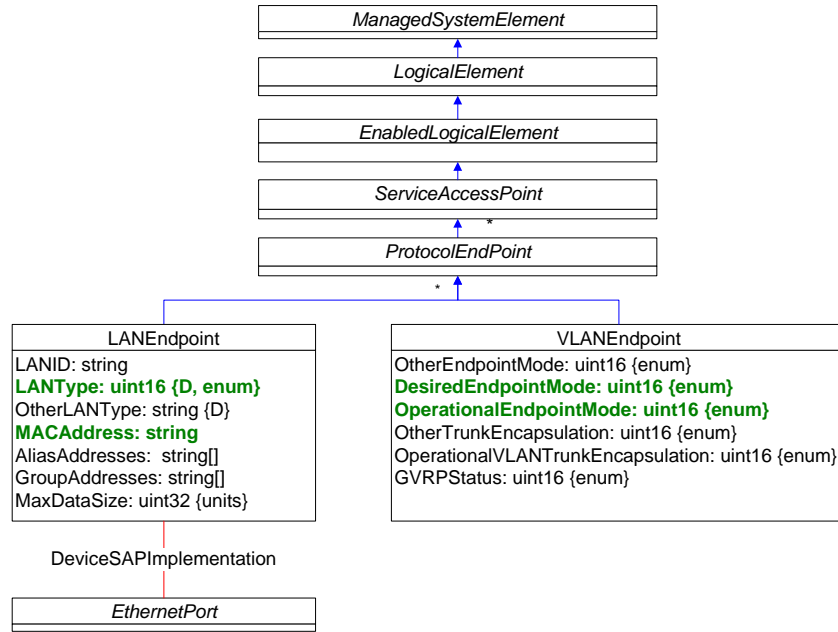 ManagedSystemElement
LogicalElement
EnabledLogicalElement
ServiceAccessPoint
*
ProtocolEndPoint
*
LANEndpoint
LANID: string
LANType: uint16 {D, enum}
OtherLANType: string {D}
MACAddress: string
AliasAddresses: string[]
GroupAddresses: string[]
MaxDataSize: uint32 {units}
VLANEndpoint
OtherEndpointMode: uint16 {enum}
DesiredEndpointMode: uint16 {enum}
OperationalEndpointMode: uint16 {enum}
OtherTrunkEncapsulation: uint16 {enum}
OperationalVLANTrunkEncapsulation: uint16 {enum}
GVRPStatus: uint16 {enum}
DeviceSAPImplementation
EthernetPort